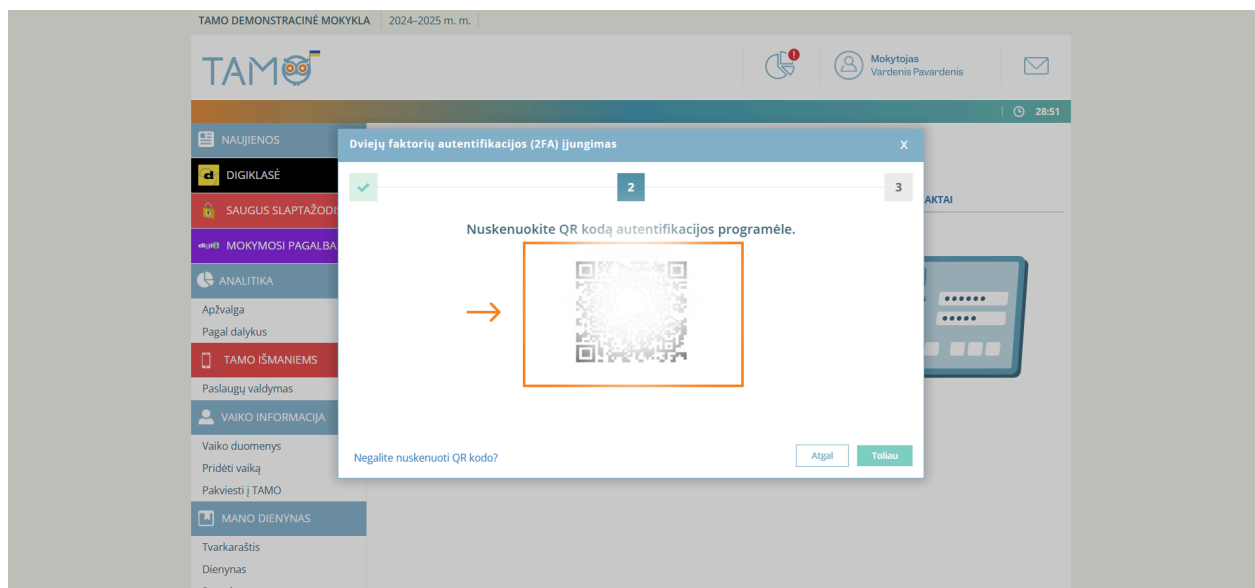 TAMO DEMONSTRACINĖ MOKYKLA 2024–2025 m. m.
TAMO
!
Mokytojas
Vardenis Pavardenis
28:51
NAUJIENOS
DIGIKLASĖ
SAUGUS SLAPTAŽODI
MOKYMOSI PAGALBA
ANALITIKA
Apžvalga
Pagal dalykus
TAMO IŠMANIEMS
Paslaugų valdymas
VAIKO INFORMACIJA
Vaiko duomenys
Pridėti vaiką
Pakviesti į TAMO
MANO DIENYNAS
Tvarkaraštis
Dienynas
Dviejų faktorių autentifikacijos (2FA) įjungimas X
2
3
Nuskenuokite QR kodą autentifikacijos programėle.
Negalite nuskenuoti QR kodo?
Atgal
Toliau
AKTAI